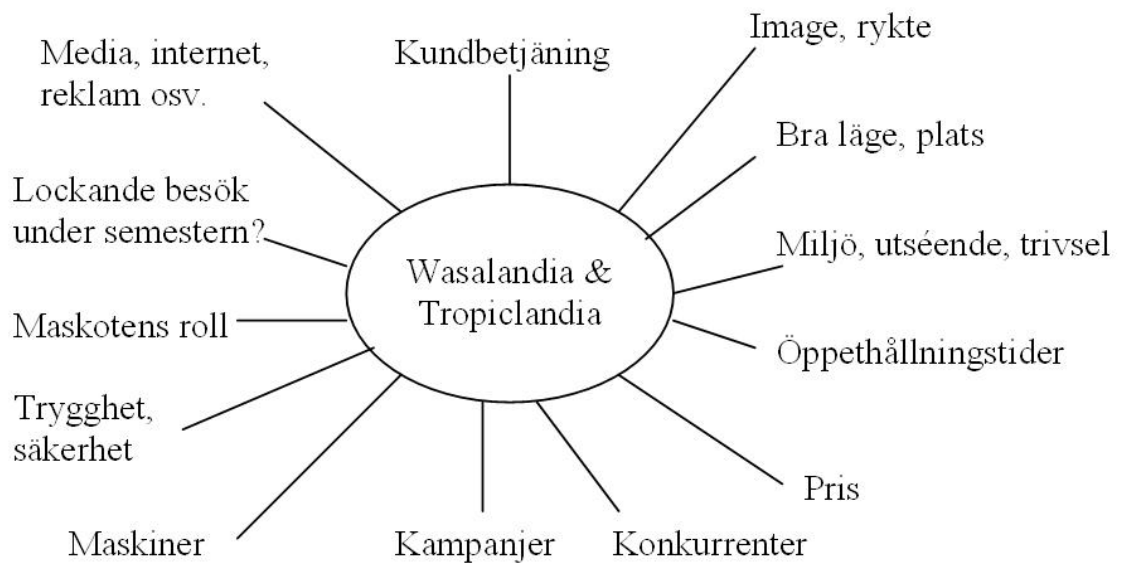 Media, internet,
reklam osv.
Kundbetjäning
Image, rykte
Bra läge, plats
Lockande besök
under semestern?
Miljö, utséende, trivsel
Wasalandia &
Tropiclandia
Maskotens roll
Öppethållningstider
Trygghet,
säkerhet
Pris
Maskiner
Kampanjer
Konkurrenter